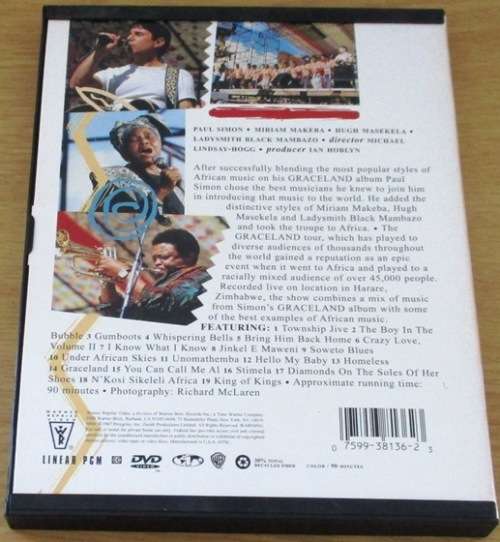 PAUL SIMON • MIRIAM MAKEBA • HUGH MASEKELA •
LADYSMITH BLACK MAMBAZO • director MICHAEL
LINDSAY-HOGG • producer IAN HOBLYN
After successfully blending the most popular styles of
African music on his GRACELAND album Paul
Simon chose the best musicians he knew to join him
in introducing that music to the world. He added the
distinctive styles of Miriam Makeba, Hugh
Masekela and Ladysmith Black Mambazo
and took the troupe to Africa. • The
GRACELAND tour, which has played to
diverse audiences of thousands throughout
the world gained a reputation as an epic
event when it went to Africa and played to a
racially mixed audience of over 45,000 people.
Recorded live on location in Harare,
Zimbabwe, the show combines a mix of music
from Simon's GRACELAND album with some
of the best examples of African music.
FEATURING: 1 Township Jive 2 The Boy In The
Bubble 3 Gumboots 4 Whispering Bells 5 Bring Him Back Home 6 Crazy Love,
Volume II 7 I Know What I Know 8 Jinkel E Maweni 9 Soweto Blues
10 Under African Skies 11 Unomathemba 12 Hello My Baby 13 Homeless
14 Graceland 15 You Can Call Me Al 16 Stimela 17 Diamonds On The Soles Of Her
Shoes 18 N'Kosi Sikeleli Africa 19 King of Kings • Approximate running time:
90 minutes • Photography: Richard McLaren
WARNER
REPRISE
VIDEO
LINEAR PCM
DVD
VIDEO
COLOR / 90 MINUTES
0 7599-38136-2 5